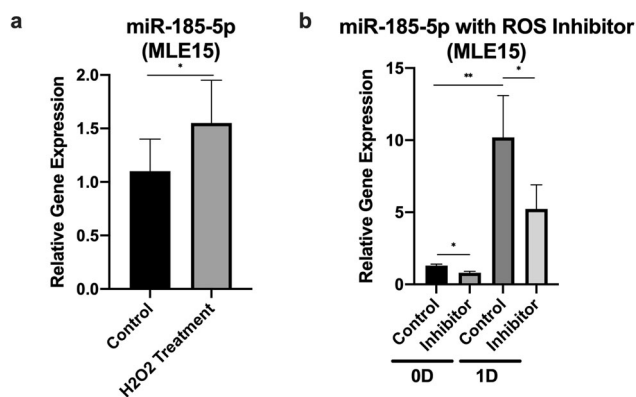 a
miR-185-5p
(MLE15)
Relative Gene Expression
2.0
1.5
1.0
0.5
0.0
*
Control
H2O2 Treatment
b
miR-185-5p with ROS Inhibitor
(MLE15)
Relative Gene Expression
15
10
5
0
**
*
*
Control
Inhibitor
Control
Inhibitor
0D
1D